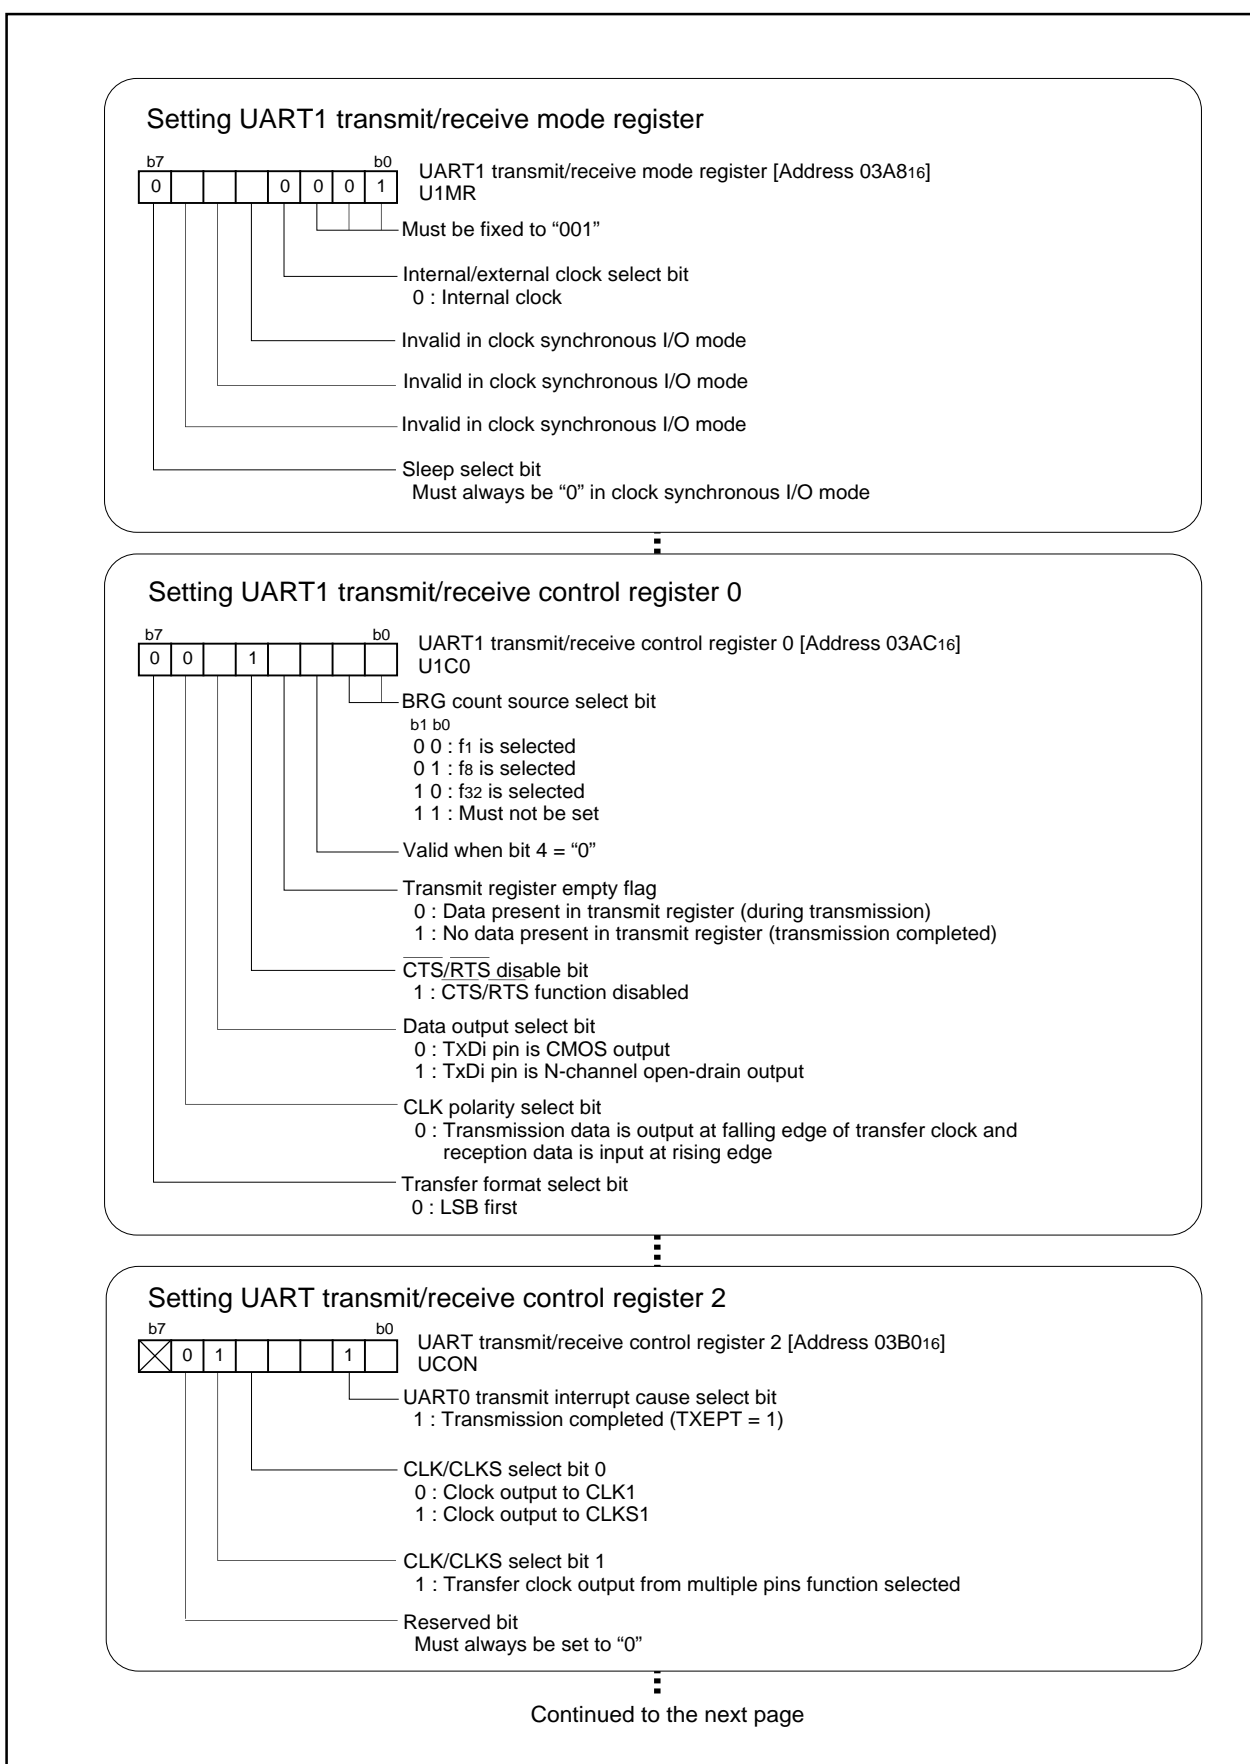 Setting UART1 transmit/receive mode register
b7 b0
0 0 0 0 1
UART1 transmit/receive mode register [Address 03A816]
U1MR
Must be fixed to “001”
Internal/external clock select bit
0 : Internal clock
Invalid in clock synchronous I/O mode
Invalid in clock synchronous I/O mode
Invalid in clock synchronous I/O mode
Sleep select bit
Must always be “0” in clock synchronous I/O mode
Setting UART1 transmit/receive control register 0
b7 b0
0 0 1
UART1 transmit/receive control register 0 [Address 03AC16]
U1C0
BRG count source select bit
b1 b0
0 0 : f1 is selected
0 1 : f8 is selected
1 0 : f32 is selected
1 1 : Must not be set
Valid when bit 4 = “0”
Transmit register empty flag
0 : Data present in transmit register (during transmission)
1 : No data present in transmit register (transmission completed)
CTS/RTS disable bit
1 : CTS/RTS function disabled
Data output select bit
0 : TXDi pin is CMOS output
1 : TxDi pin is N-channel open-drain output
CLK polarity select bit
0 : Transmission data is output at falling edge of transfer clock and
reception data is input at rising edge
Transfer format select bit
0 : LSB first
Setting UART transmit/receive control register 2
b7 b0
0 1 1
UART transmit/receive control register 2 [Address 03B016]
UCON
UART0 transmit interrupt cause select bit
1 : Transmission completed (TXEPT = 1)
CLK/CLKS select bit 0
0 : Clock output to CLK1
1 : Clock output to CLKS1
CLK/CLKS select bit 1
1 : Transfer clock output from multiple pins function selected
Reserved bit
Must always be set to “0”
Continued to the next page